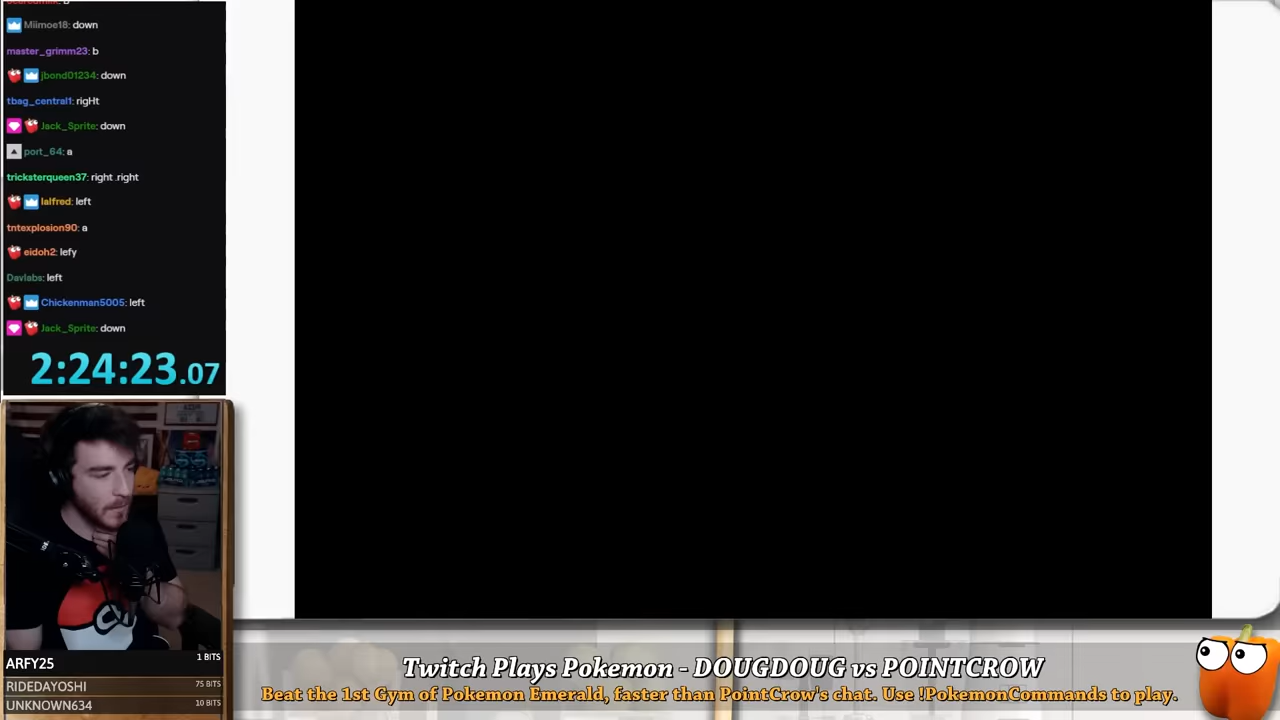 Miimoe18: down
master_grimm23: b
jbond01234: down
tbag_central1: rigHt
Jack_Sprite: down
port_64: a
tricksterqueen37: right .right
lalfred: left
tntexplosion90: a
eidoh2: lefy
Davlabs: left
Chickenman5005: left
Jack_Sprite: down
2:24:23.07
ARFY25 1 BITS
RIDEDAYOSHI 75 BITS
UNKNOWN634 10 BITS
Twitch Plays Pokemon - DOUGDOUG vs POINTCROW
Beat the 1st Gym of Pokemon Emerald, faster than PointCrow's chat. Use !PokemonCommands to play.